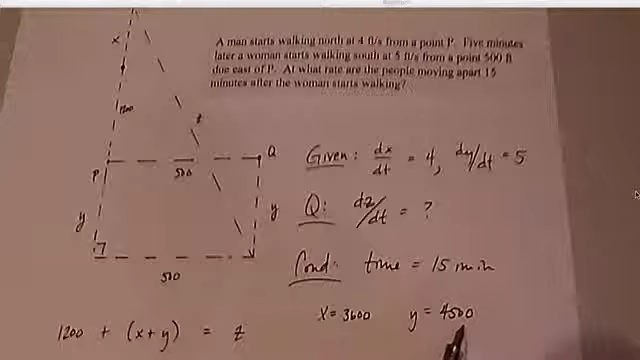 A man starts walking north at 4 ft/s from a point P. Five minutes
later a woman starts walking south at 5 ft/s from a point 500 ft
due east of P. At what rate are the people moving apart 15
minutes after the woman starts walking?
x
1200
z
P
500
Q
y
y
500
Given: dx/dt = 4, dy/dt = 5
Q: dz/dt = ?
Cond: time = 15 min
x = 3600 y = 4500
1200 + (x+y) = z